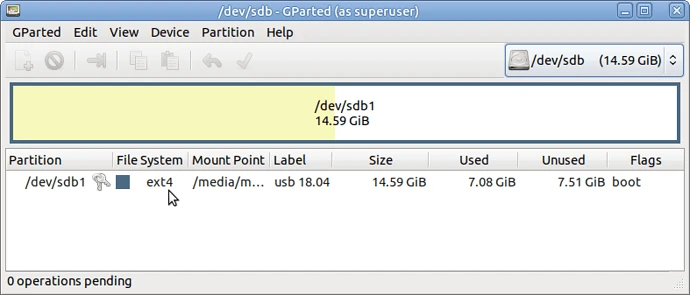 /dev/sdb - GParted (as superuser)
GParted Edit View Device Partition Help
/dev/sdb (14.59 GiB)
/dev/sdb1
14.59 GiB
Partition File System Mount Point Label Size Used Unused Flags
/dev/sdb1 ext4 /media/m... usb 18.04 14.59 GiB 7.08 GiB 7.51 GiB boot
0 operations pending